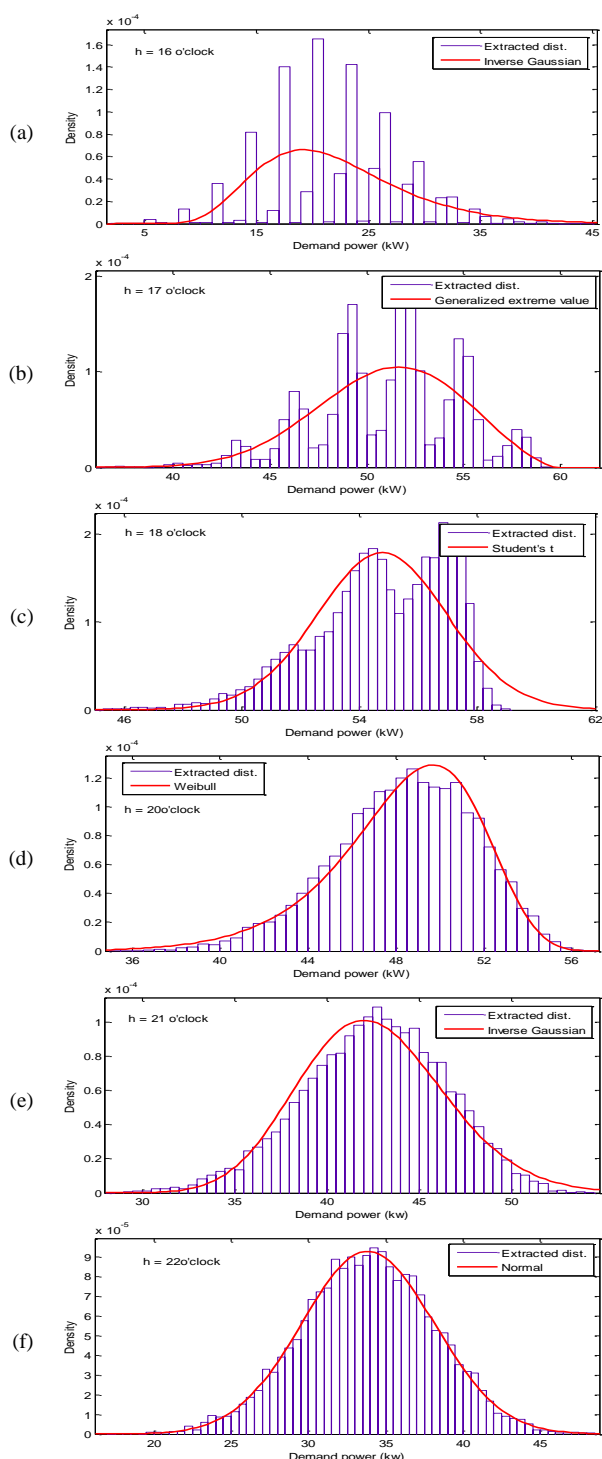 x 10-4
1.6
1.4
1.2
1
0.8
0.6
0.4
0.2
0
Density
h = 16 o'clock
Extracted dist.
Inverse Gaussian
(a)
5
15
25
35
45
Demand power (kW)
x 10-4
2
1
0
Density
h = 17 o'clock
Extracted dist.
Generalized extreme value
(b)
40
45
50
55
60
Demand power (kW)
x 10-4
2
1
0
Density
h = 18 o'clock
Extracted dist.
Student's t
(c)
46
50
54
58
62
Demand power (kW)
x 10-4
1.2
1
0.8
0.6
0.4
0.2
0
Density
Extracted dist.
Weibull
h = 20o'clock
(d)
36
40
44
48
52
56
Demand power (kW)
x 10-4
1
0.8
0.6
0.4
0.2
0
Density
h = 21 o'clock
Extracted dist.
Inverse Gaussian
(e)
30
35
40
45
50
Demand power (kw)
x 10-5
9
8
7
6
5
4
3
2
1
0
Density
h = 22o'clock
Extracted dist.
Normal
(f)
20
25
30
35
40
45
Demand power (kw)